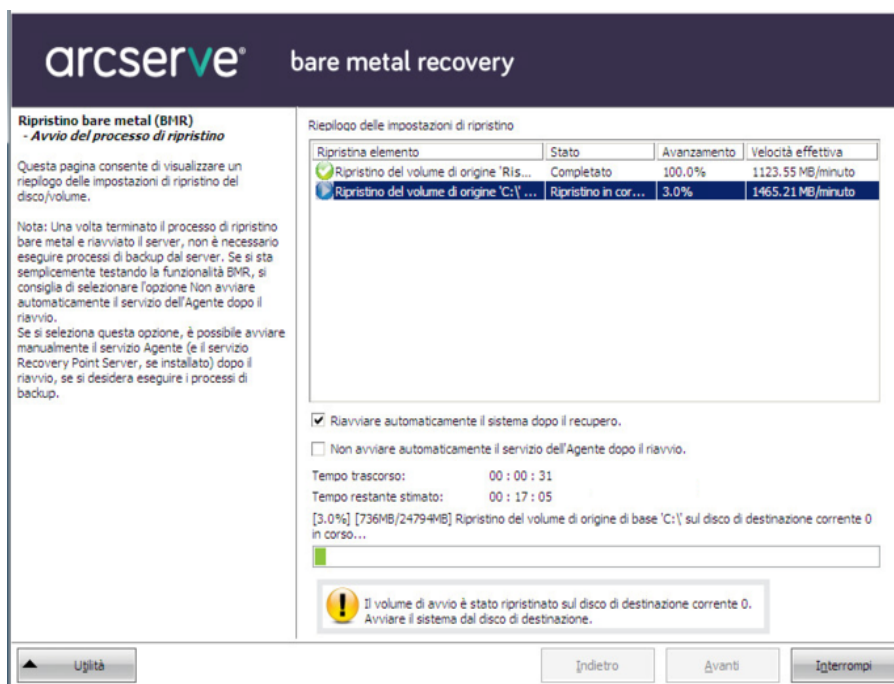 arcserve® bare metal recovery
Ripristino bare metal (BMR)
- Avvio del processo di ripristino
Questa pagina consente di visualizzare un
riepilogo delle impostazioni di ripristino del
disco/volume.
Nota: Una volta terminato il processo di ripristino
bare metal e riavviato il server, non è necessario
eseguire processi di backup dal server. Se si sta
semplicemente testando la funzionalità BMR, si
consiglia di selezionare l'opzione Non avviare
automaticamente il servizio dell'Agente dopo il
riavvio.
Se si seleziona questa opzione, è possibile avviare
manualmente il servizio Agente (e il servizio
Recovery Point Server, se installato) dopo il
riavvio, se si desidera eseguire i processi di
backup.
Riepilogo delle impostazioni di ripristino
Ripristina elemento Stato Avanzamento Velocità effettiva
Ripristino del volume di origine 'Ris... Completato 100.0% 1123.55 MB/minuto
Ripristino del volume di origine 'C:\' ... Ripristino in cor... 3.0% 1465.21 MB/minuto
Riavviare automaticamente il sistema dopo il recupero.
Non avviare automaticamente il servizio dell'Agente dopo il riavvio.
Tempo trascorso: 00 : 00 : 31
Tempo restante stimato: 00 : 17 : 05
[3.0%] [736MB/24794MB] Ripristino del volume di origine di base 'C:\' sul disco di destinazione corrente 0
in corso...
Il volume di avvio è stato ripristinato sul disco di destinazione corrente 0.
Avviare il sistema dal disco di destinazione.
Utilità Indietro Avanti Interrompi